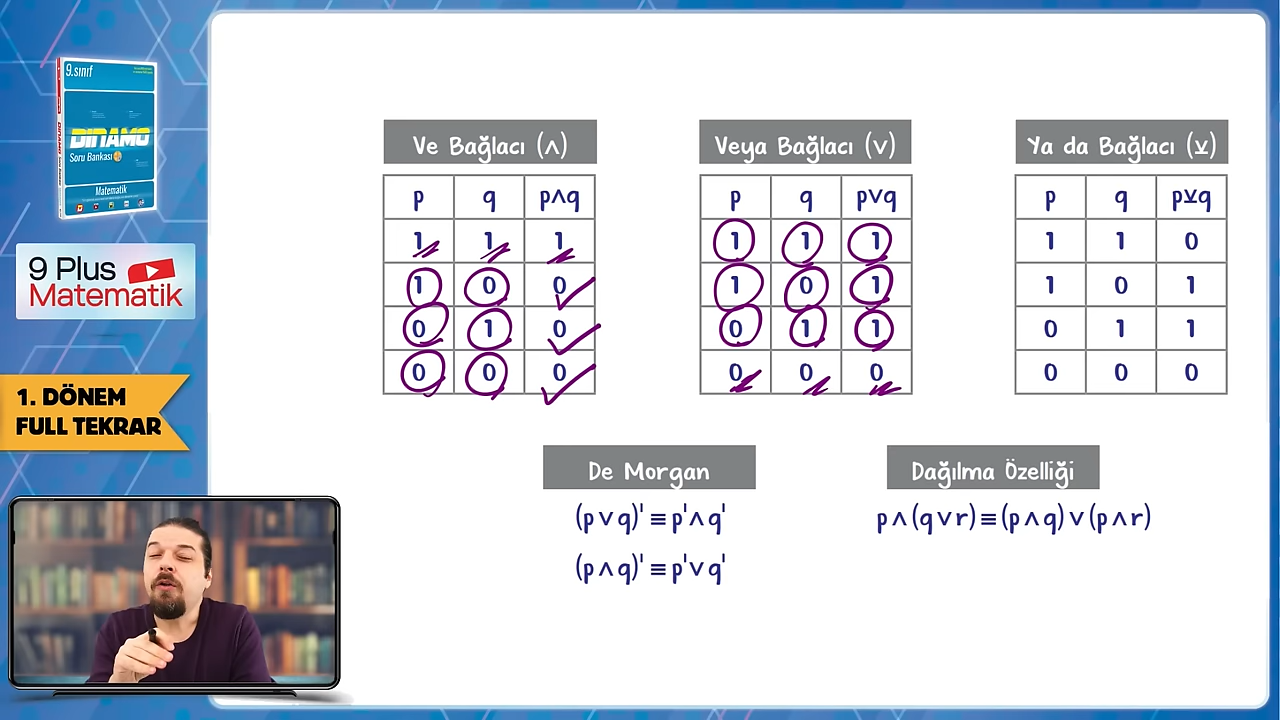 9.sınıf
DINAMO
Soru Bankası
Matematik
9 Plus
Matematik
1. DÖNEM
FULL TEKRAR
Ve Bağlacı (∧)
p q p∧q
1 1 1
1 0 0
0 1 0
0 0 0
Veya Bağlacı (∨)
p q p∨q
1 1 1
1 0 1
0 1 1
0 0 0
Ya da Bağlacı (⊻)
p q p⊻q
1 1 0
1 0 1
0 1 1
0 0 0
De Morgan
(p∨q)' ≡ p'∧q'
(p∧q)' ≡ p'∨q'
Dağılma Özelliği
p∧(q∨r)≡(p∧q)∨(p∧r)